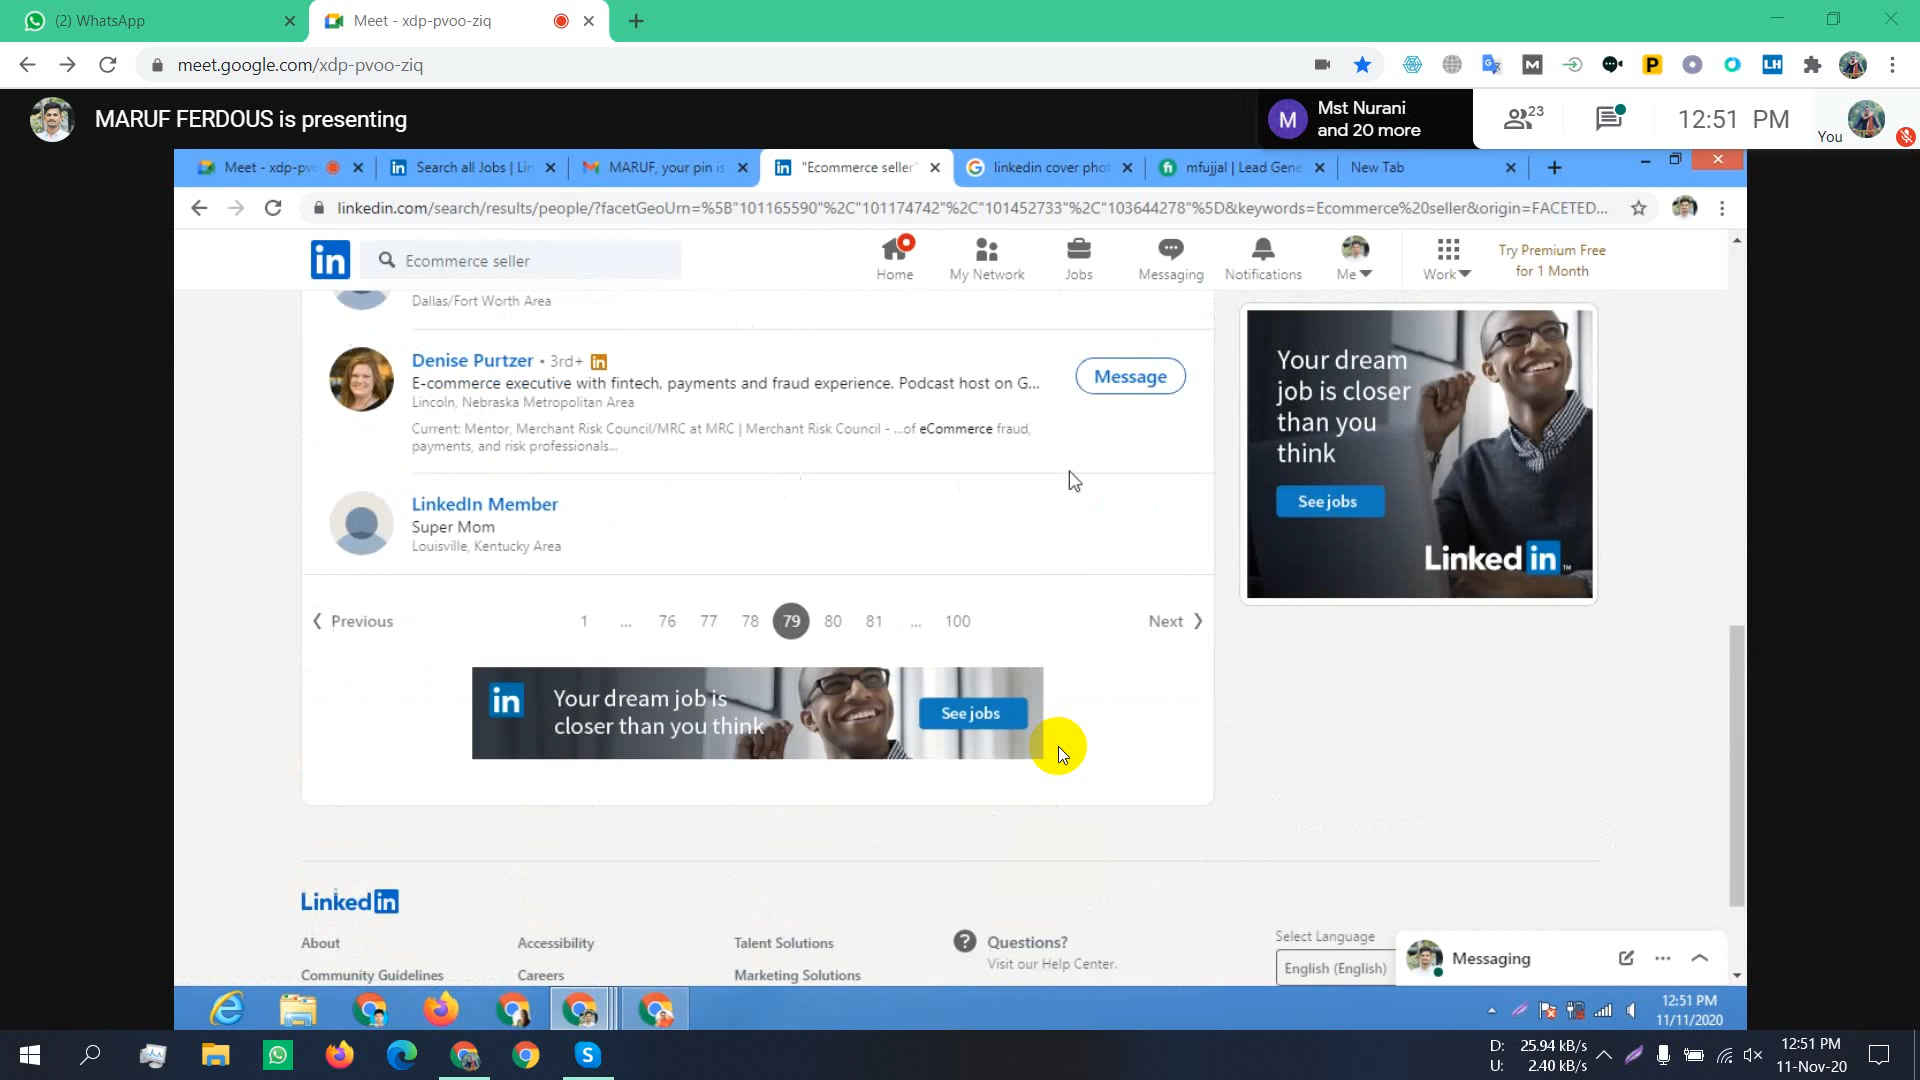 (2) WhatsApp
Meet - xdp-pvoo-ziq
meet.google.com/xdp-pvoo-ziq
MARUF FERDOUS is presenting
M
Mst Nurani
and 20 more
23
12:51 PM
You
Meet - xdp-pv
Search all Jobs | Lin
MARUF, your pin is
"Ecommerce seller"
linkedin cover phot
mfujjal | Lead Gene
New Tab
linkedin.com/search/results/people/?facetGeoUrn=%5B"101165590"%2C"101174742"%2C"101452733"%2C"103644278"%5D&keywords=Ecommerce%20seller&origin=FACETED...
in
Ecommerce seller
Home
My Network
Jobs
Messaging
Notifications
Me
Work
Try Premium Free
for 1 Month
Dallas/Fort Worth Area
Denise Purtzer • 3rd+ in
E-commerce executive with fintech, payments and fraud experience. Podcast host on G...
Lincoln, Nebraska Metropolitan Area
Current: Mentor, Merchant Risk Council/MRC at MRC | Merchant Risk Council - ...of eCommerce fraud,
payments, and risk professionals...
Message
LinkedIn Member
Super Mom
Louisville, Kentucky Area
Previous 1 ... 76 77 78 79 80 81 ... 100 Next
Your dream
job is closer
than you
think
See jobs
Linked in
in
Your dream job is
closer than you think
See jobs
Linked in
About
Accessibility
Talent Solutions
Questions?
Visit our Help Center.
Community Guidelines
Careers
Marketing Solutions
Select Language
English (English)
Messaging
12:51 PM
11/11/2020
D: 25.94 kB/s
U: 2.40 kB/s
12:51 PM
11-Nov-20